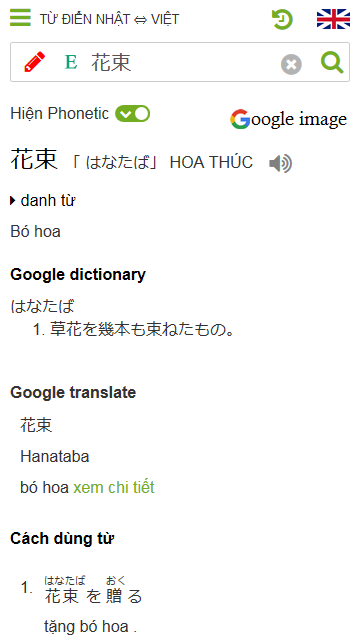 TỪ ĐIỂN NHẬT ⇔ VIỆT
E 花束
Hiện Phonetic
Google image
花束 「 はなたば」 HOA THÚC
danh từ
Bó hoa
Google dictionary
はなたば
1. 草花を幾本も束ねたもの。
Google translate
花束
Hanataba
bó hoa xem chi tiết
Cách dùng từ
はなたば おく
1. 花束 を 贈 る
tặng bó hoa .